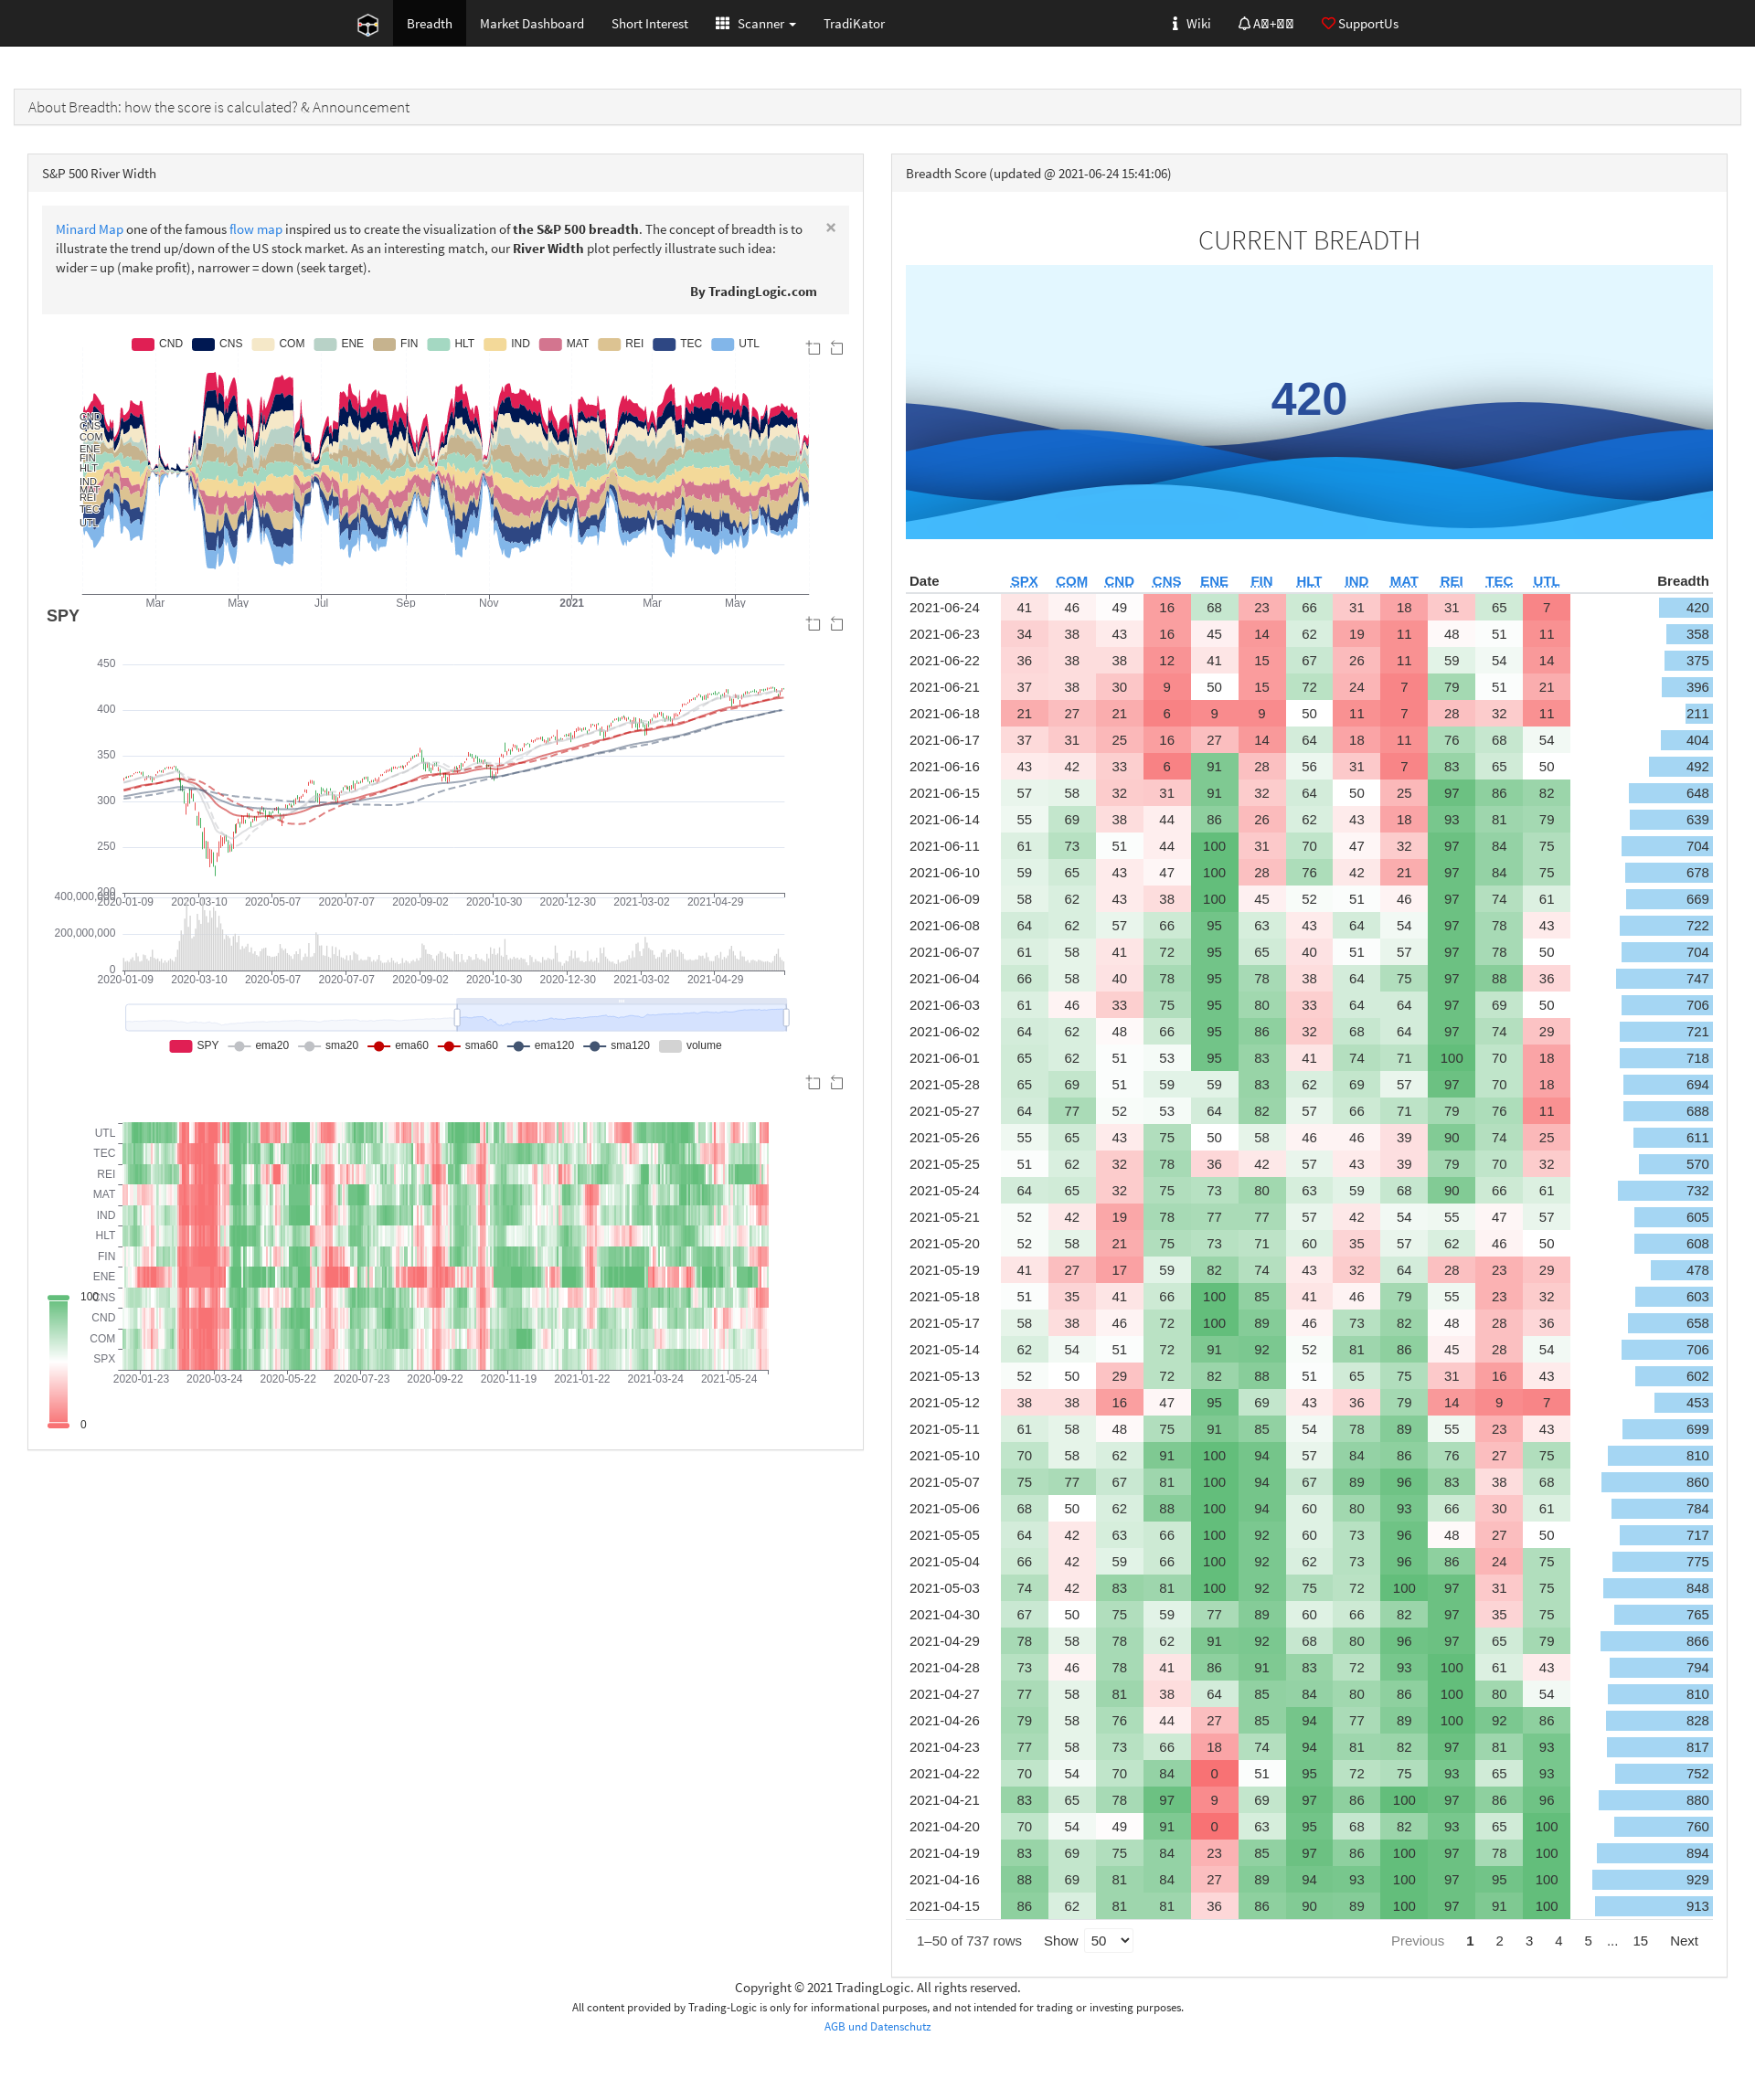 Breadth Market Dashboard Short Interest Scanner TradiKator Wiki SupportUs
About Breadth: how the score is calculated? & Announcement
S&P 500 River Width
Minard Map one of the famous flow map inspired us to create the visualization of the S&P 500 breadth. The concept of breadth is to
illustrate the trend up/down of the US stock market. As an interesting match, our River Width plot perfectly illustrate such idea:
wider = up (make profit), narrower = down (seek target).
×
By TradingLogic.com
CND CNS COM ENE FIN HLT IND MAT REI TEC UTL
CND
CNS
COM
ENE
FIN
HLT
IND
MAT
REI
TEC
UTL
Mar May Jul Sep Nov 2021 Mar May
SPY
450
400
350
300
250
200
2020-01-09 2020-03-10 2020-05-07 2020-07-07 2020-09-02 2020-10-30 2020-12-30 2021-03-02 2021-04-29
400,000,000
200,000,000
0
2020-01-09 2020-03-10 2020-05-07 2020-07-07 2020-09-02 2020-10-30 2020-12-30 2021-03-02 2021-04-29
SPY ema20 sma20 ema60 sma60 ema120 sma120 volume
UTL
TEC
REI
MAT
IND
HLT
FIN
ENE
CNS
CND
COM
SPX
2020-01-23 2020-03-24 2020-05-22 2020-07-23 2020-09-22 2020-11-19 2021-01-22 2021-03-24 2021-05-24
100
0
Breadth Score (updated @ 2021-06-24 15:41:06)
CURRENT BREADTH
420
Date SPX COM CND CNS ENE FIN HLT IND MAT REI TEC UTL Breadth
2021-06-24 41 46 49 16 68 23 66 31 18 31 65 7 420
2021-06-23 34 38 43 16 45 14 62 19 11 48 51 11 358
2021-06-22 36 38 38 12 41 15 67 26 11 59 54 14 375
2021-06-21 37 38 30 9 50 15 72 24 7 79 51 21 396
2021-06-18 21 27 21 6 9 9 50 11 7 28 32 11 211
2021-06-17 37 31 25 16 27 14 64 18 11 76 68 54 404
2021-06-16 43 42 33 6 91 28 56 31 7 83 65 50 492
2021-06-15 57 58 32 31 91 32 64 50 25 97 86 82 648
2021-06-14 55 69 38 44 86 26 62 43 18 93 81 79 639
2021-06-11 61 73 51 44 100 31 70 47 32 97 84 75 704
2021-06-10 59 65 43 47 100 28 76 42 21 97 84 75 678
2021-06-09 58 62 43 38 100 45 52 51 46 97 74 61 669
2021-06-08 64 62 57 66 95 63 43 64 54 97 78 43 722
2021-06-07 61 58 41 72 95 65 40 51 57 97 78 50 704
2021-06-04 66 58 40 78 95 78 38 64 75 97 88 36 747
2021-06-03 61 46 33 75 95 80 33 64 64 97 69 50 706
2021-06-02 64 62 48 66 95 86 32 68 64 97 74 29 721
2021-06-01 65 62 51 53 95 83 41 74 71 100 70 18 718
2021-05-28 65 69 51 59 59 83 62 69 57 97 70 18 694
2021-05-27 64 77 52 53 64 82 57 66 71 79 76 11 688
2021-05-26 55 65 43 75 50 58 46 46 39 90 74 25 611
2021-05-25 51 62 32 78 36 42 57 43 39 79 70 32 570
2021-05-24 64 65 32 75 73 80 63 59 68 90 66 61 732
2021-05-21 52 42 19 78 77 77 57 42 54 55 47 57 605
2021-05-20 52 58 21 75 73 71 60 35 57 62 46 50 608
2021-05-19 41 27 17 59 82 74 43 32 64 28 23 29 478
2021-05-18 51 35 41 66 100 85 41 46 79 55 23 32 603
2021-05-17 58 38 46 72 100 89 46 73 82 48 28 36 658
2021-05-14 62 54 51 72 91 92 52 81 86 45 28 54 706
2021-05-13 52 50 29 72 82 88 51 65 75 31 16 43 602
2021-05-12 38 38 16 47 95 69 43 36 79 14 9 7 453
2021-05-11 61 58 48 75 91 85 54 78 89 55 23 43 699
2021-05-10 70 58 62 91 100 94 57 84 86 76 27 75 810
2021-05-07 75 77 67 81 100 94 67 89 96 83 38 68 860
2021-05-06 68 50 62 88 100 94 60 80 93 66 30 61 784
2021-05-05 64 42 63 66 100 92 60 73 96 48 27 50 717
2021-05-04 66 42 59 66 100 92 62 73 96 86 24 75 775
2021-05-03 74 42 83 81 100 92 75 72 100 97 31 75 848
2021-04-30 67 50 75 59 77 89 60 66 82 97 35 75 765
2021-04-29 78 58 78 62 91 92 68 80 96 97 65 79 866
2021-04-28 73 46 78 41 86 91 83 72 93 100 61 43 794
2021-04-27 77 58 81 38 64 85 84 80 86 100 80 54 810
2021-04-26 79 58 76 44 27 85 94 77 89 100 92 86 828
2021-04-23 77 58 73 66 18 74 94 81 82 97 81 93 817
2021-04-22 70 54 70 84 0 51 95 72 75 93 65 93 752
2021-04-21 83 65 78 97 9 69 97 86 100 97 86 96 880
2021-04-20 70 54 49 91 0 63 95 68 82 93 65 100 760
2021-04-19 83 69 75 84 23 85 97 86 100 97 78 100 894
2021-04-16 88 69 81 84 27 89 94 93 100 97 95 100 929
2021-04-15 86 62 81 81 36 86 90 89 100 97 91 100 913
1–50 of 737 rows Show 50 Previous 1 2 3 4 5 ... 15 Next
Copyright © 2021 TradingLogic. All rights reserved.
All content provided by Trading-Logic is only for informational purposes, and not intended for trading or investing purposes.
AGB und Datenschutz